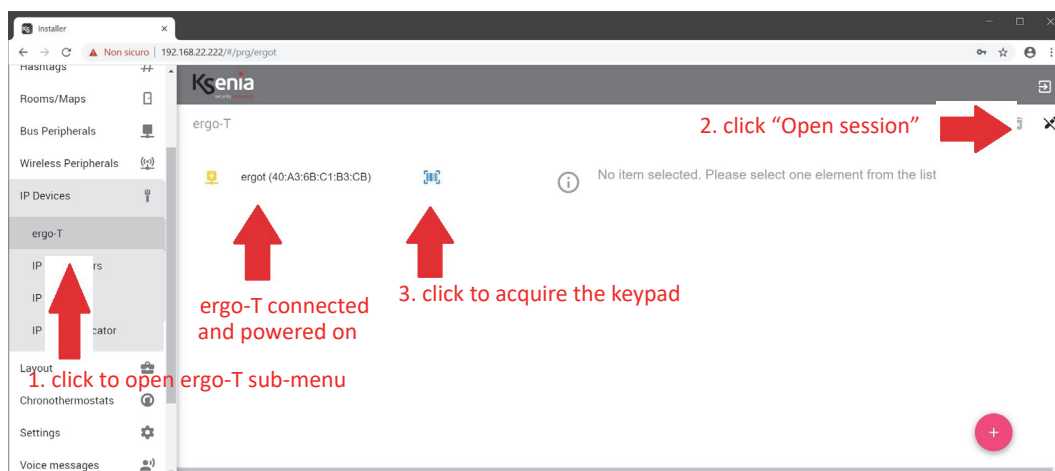 Installer
Non sicuro | 192.168.22.222/#/prg/ergot
Hashtags
Ksenia
security
Rooms/Maps
ergo-T
2. click “Open session”
Bus Peripherals
Wireless Peripherals
ergot (40:A3:6B:C1:B3:CB)
No item selected. Please select one element from the list
IP Devices
ergo-T
IP rs
IP
IP cator
ergo-T connected
and powered on
3. click to acquire the keypad
Layout
1. click to open ergo-T sub-menu
Chronothermostats
Settings
Voice messages